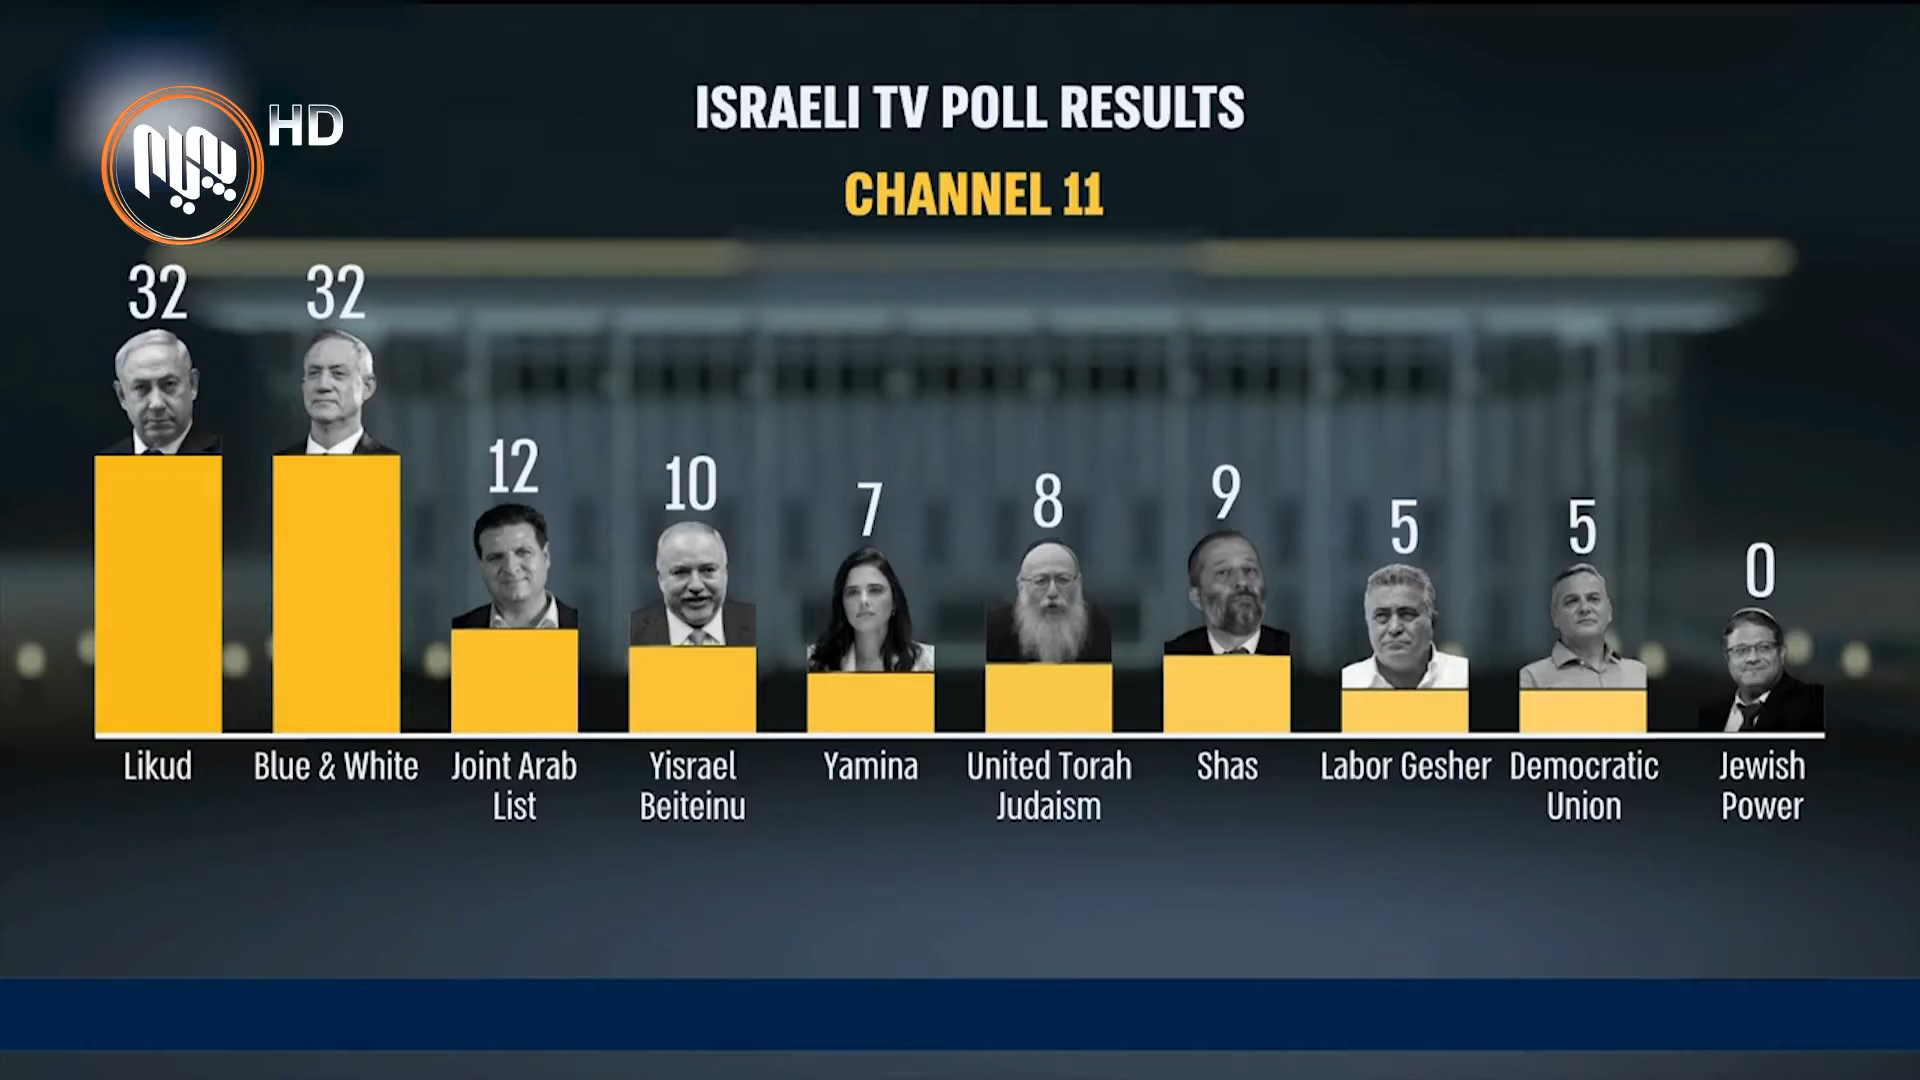 HD
ISRAELI TV POLL RESULTS
CHANNEL 11
32
32
12
10
7
8
9
5
5
0
Likud
Blue & White
Joint Arab
List
Yisrael
Beiteinu
Yamina
United Torah
Judaism
Shas
Labor Gesher
Democratic
Union
Jewish
Power